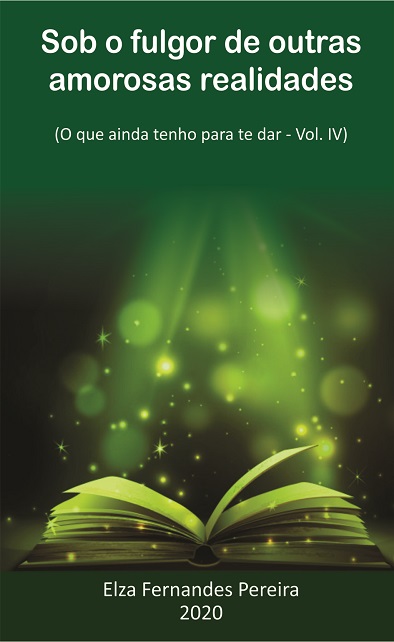 Sob o fulgor de outras
amorosas realidades
(O que ainda tenho para te dar - Vol. IV)
Elza Fernandes Pereira
2020